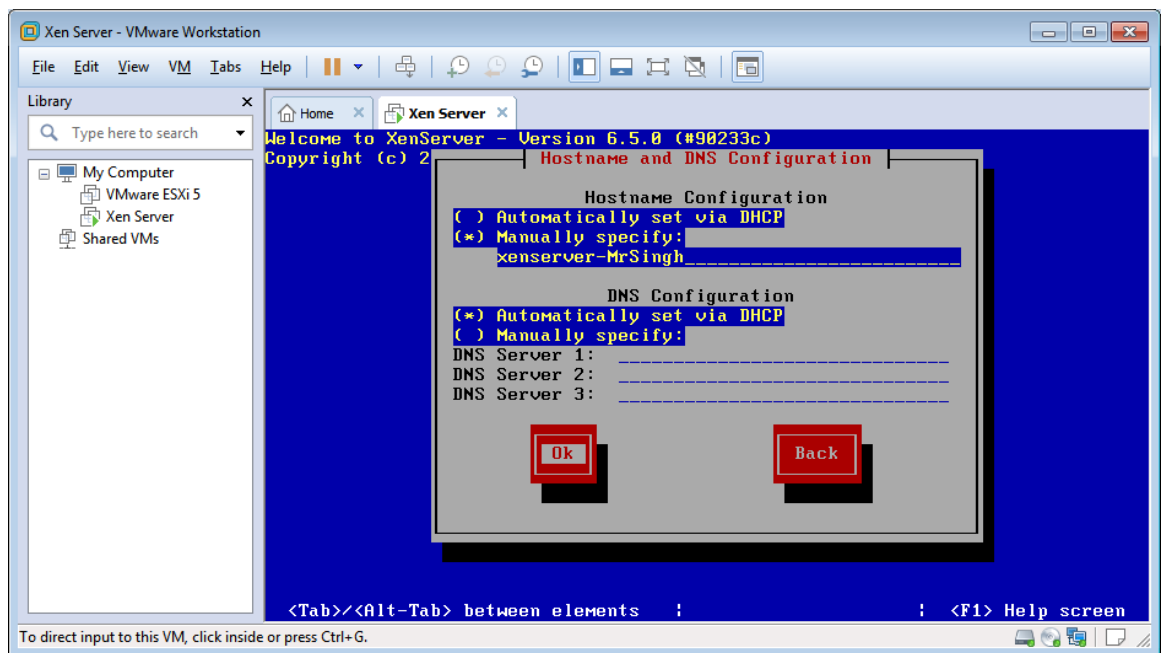 Xen Server - VMware Workstation
File Edit View VM Tabs Help
Library
Type here to search
My Computer
VMware ESXi 5
Xen Server
Shared VMs
Home
Xen Server
Welcome to XenServer - Version 6.5.0 (#90233c)
Copyright (c) 2
Hostname and DNS Configuration
Hostname Configuration
( ) Automatically set via DHCP
(*) Manually specify:
xenserver-MrSingh_________________________
DNS Configuration
(*) Automatically set via DHCP
( ) Manually specify:
DNS Server 1: ______________________________
DNS Server 2: ______________________________
DNS Server 3: ______________________________
Ok Back
<Tab>/<Alt-Tab> between elements ¦ ¦ <F1> Help screen
To direct input to this VM, click inside or press Ctrl+G.